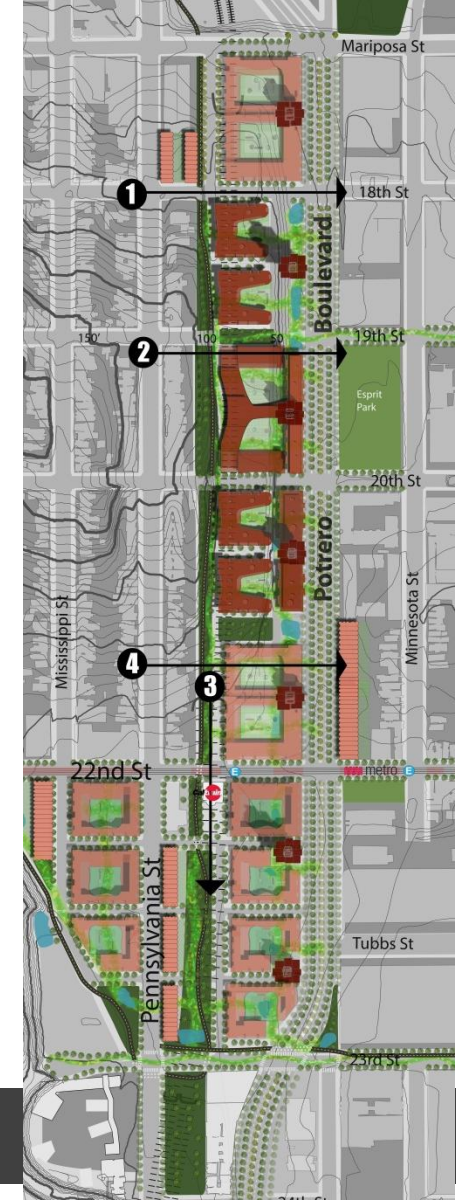 Mariposa St
1
18th St
Boulevard
150'
100
50
19th St
2
Esprit
Park
20th St
Potrero
Mississippi St
Minnesota St
4
3
22nd St
E
metro E
Pennsylvania St
Tubbs St
23rd St